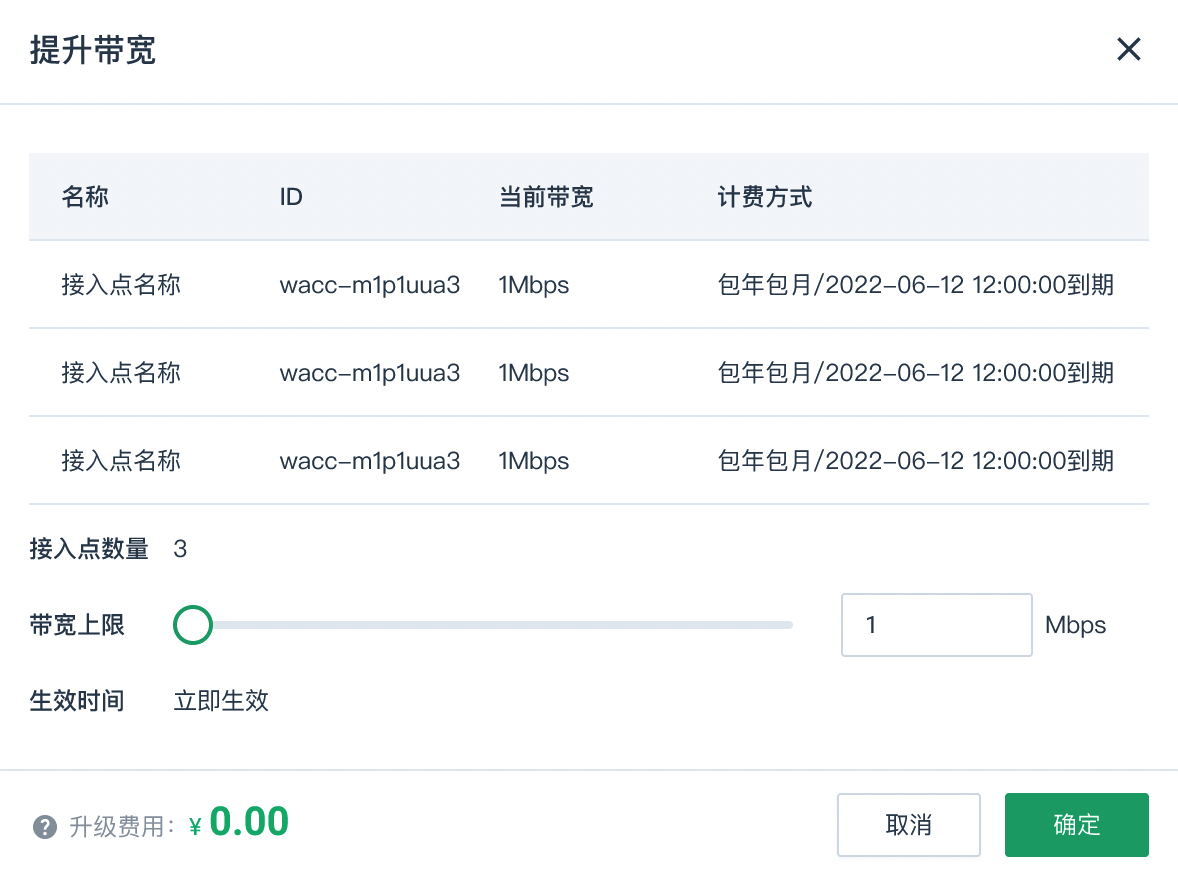 提升带宽
名称 ID 当前带宽 计费方式
接入点名称 wacc-m1p1uua3 1Mbps 包年包月/2022-06-12 12:00:00到期
接入点名称 wacc-m1p1uua3 1Mbps 包年包月/2022-06-12 12:00:00到期
接入点名称 wacc-m1p1uua3 1Mbps 包年包月/2022-06-12 12:00:00到期
接入点数量 3
带宽上限 1 Mbps
生效时间 立即生效
? 升级费用: ¥ 0.00 取消 确定